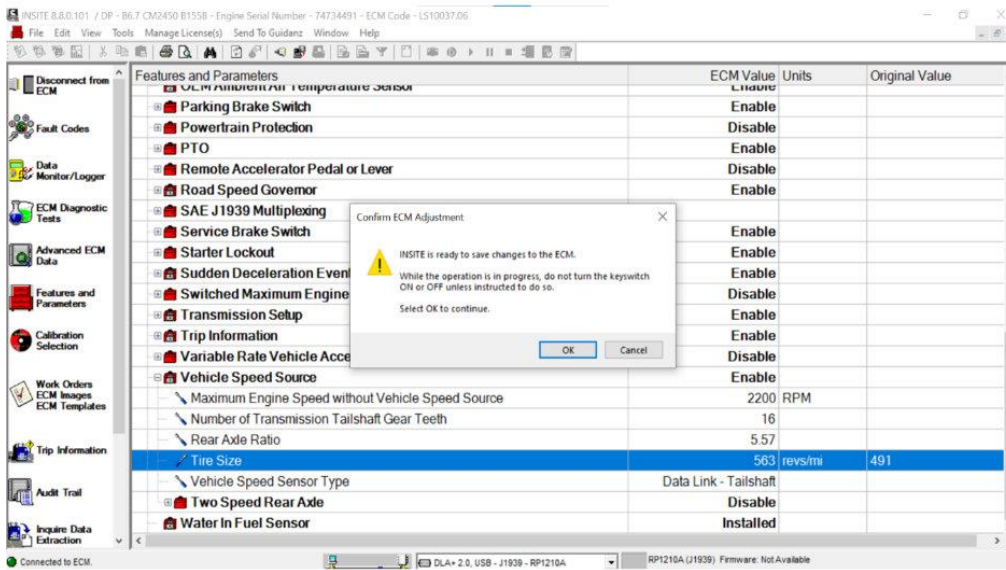 INSITE 8.8.0.101 / DP - B6.7 CM2450 B155B - Engine Serial Number - 74734491 - ECM Code - LS10037.06
File Edit View Tools Manage License(s) Send To Guidanz Window Help
Disconnect from
ECM
Fault Codes
Data
Monitor/Logger
ECM Diagnostic
Tests
Advanced ECM
Data
Features and
Parameters
Calibration
Selection
Work Orders
ECM Images
ECM Templates
Trip Information
Audit Trail
Inquire Data
Extraction
Features and Parameters ECM Value Units Original Value
OEM Ambient Air Temperature Sensor Enable
Parking Brake Switch Enable
Powertrain Protection Disable
PTO Enable
Remote Accelerator Pedal or Lever Disable
Road Speed Governor Enable
SAE J1939 Multiplexing
Service Brake Switch Enable
Starter Lockout Enable
Sudden Deceleration Event Enable
Switched Maximum Engine Disable
Transmission Setup Enable
Trip Information Enable
Variable Rate Vehicle Acce Disable
Vehicle Speed Source Enable
Maximum Engine Speed without Vehicle Speed Source 2200 RPM
Number of Transmission Tailshaft Gear Teeth 16
Rear Axle Ratio 5.57
Tire Size 563 revs/mi 491
Vehicle Speed Sensor Type Data Link - Tailshaft
Two Speed Rear Axle Disable
Water In Fuel Sensor Installed
Confirm ECM Adjustment
INSITE is ready to save changes to the ECM.
While the operation is in progress, do not turn the keyswitch
ON or OFF unless instructed to do so.
Select OK to continue.
OK Cancel
Connected to ECM. DLA+ 2.0, USB - J1939 - RP1210A RP1210A (J1939) Firmware: Not Available